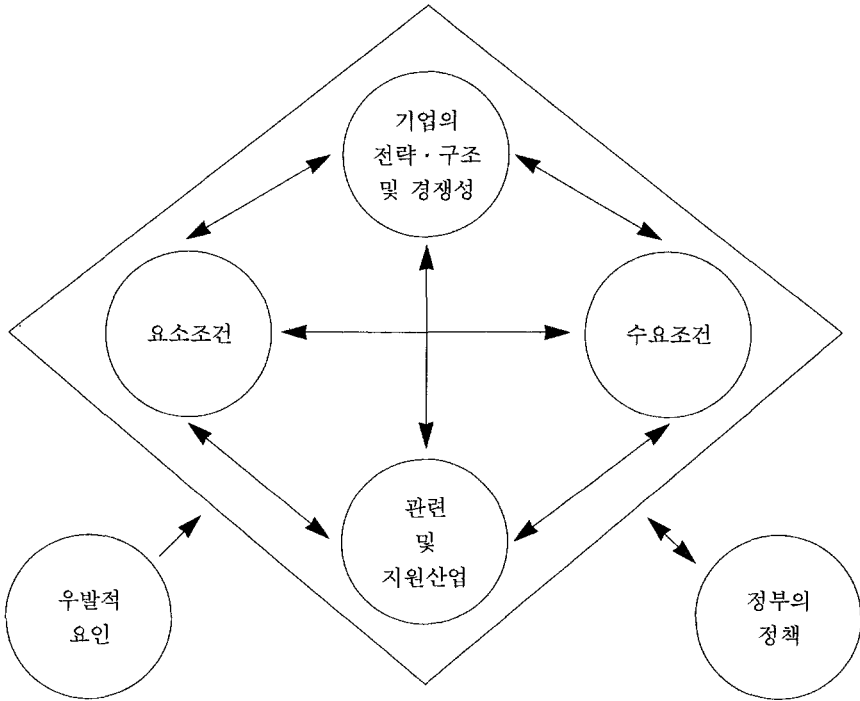 기업의
전략·구조
및 경쟁성
요소조건
수요조건
관련
및
지원산업
우발적
요인
정부의
정책